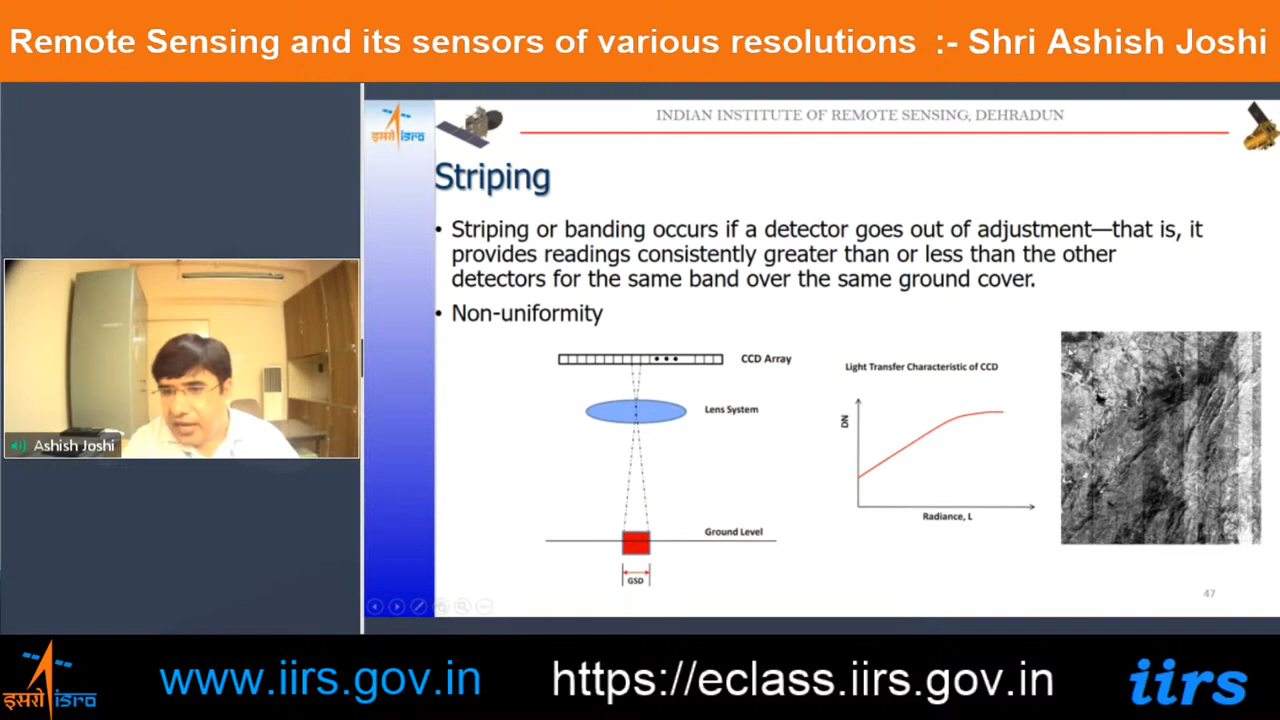 Remote Sensing and its sensors of various resolutions :- Shri Ashish Joshi
इसरो isro
INDIAN INSTITUTE OF REMOTE SENSING, DEHRADUN
Striping
• Striping or banding occurs if a detector goes out of adjustment—that is, it
provides readings consistently greater than or less than the other
detectors for the same band over the same ground cover.
• Non-uniformity
CCD Array
Lens System
Ground Level
GSD
Light Transfer Characteristic of CCD
DN
Radiance, L
47
Ashish Joshi
इसरो isro
www.iirs.gov.in
https://eclass.iirs.gov.in
iirs